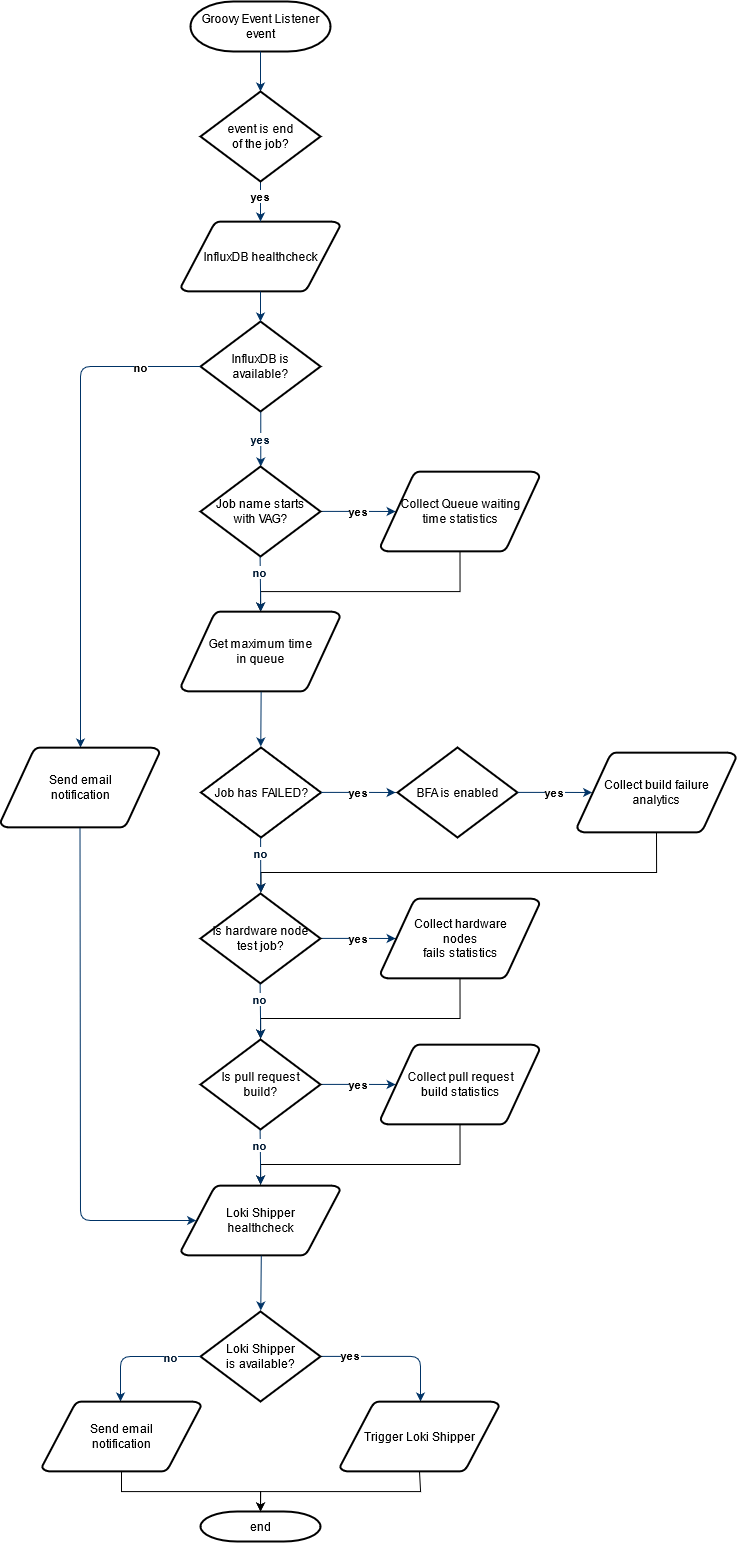 Groovy Event Listener
event
event is end
of the job?
yes
InfluxDB healthcheck
InfluxDB is
available?
no
yes
Job name starts
with VAG?
yes
Collect Queue waiting
time statistics
no
Get maximum time
in queue
Send email
notification
Job has FAILED?
yes
BFA is enabled
yes
Collect build failure
analytics
no
Is hardware node
test job?
yes
Collect hardware
nodes
fails statistics
no
Is pull request
build?
yes
Collect pull request
build statistics
no
Loki Shipper
healthcheck
Loki Shipper
is available?
no
yes
Send email
notification
Trigger Loki Shipper
end